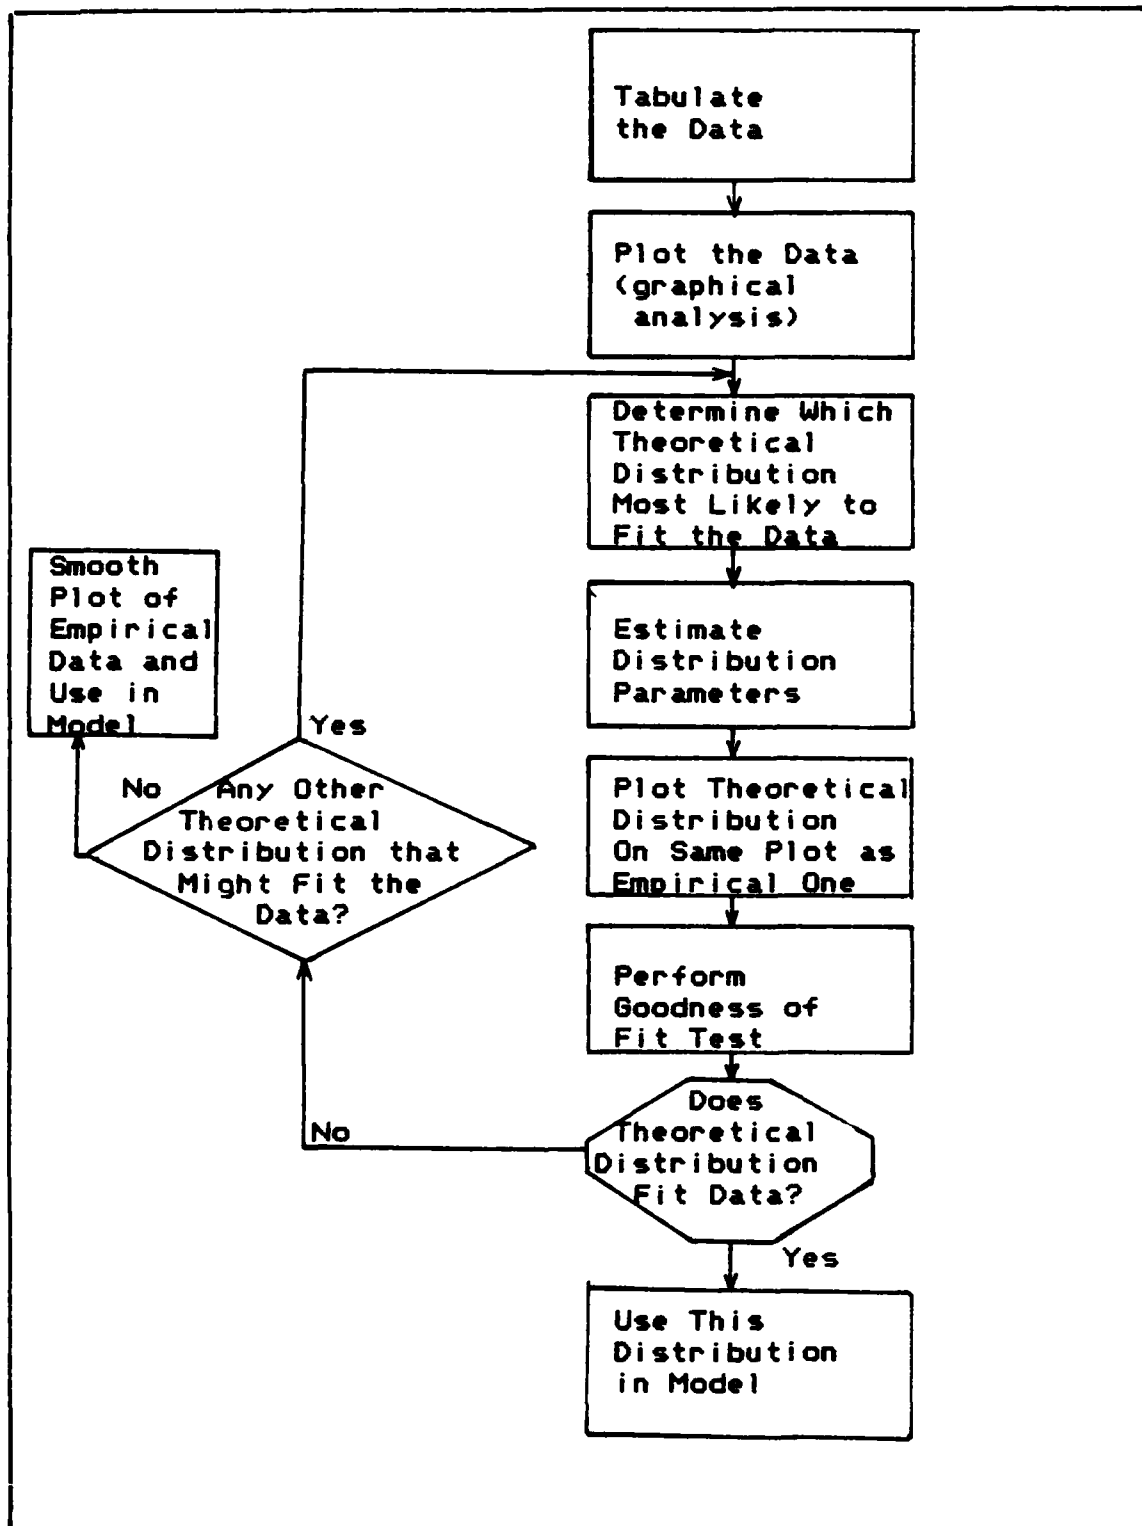 Tabulate
the Data
Plot the Data
(graphical
analysis)
Determine Which
Theoretical
Distribution
Most Likely to
Fit the Data
Estimate
Distribution
Parameters
Plot Theoretical
Distribution
On Same Plot as
Empirical One
Perform
Goodness of
Fit Test
Does
Theoretical
Distribution
Fit Data?
Yes
Use This
Distribution
in Model
No
Any Other
Theoretical
Distribution that
Might Fit the
Data?
Yes
No
Smooth
Plot of
Empirical
Data and
Use in
Model